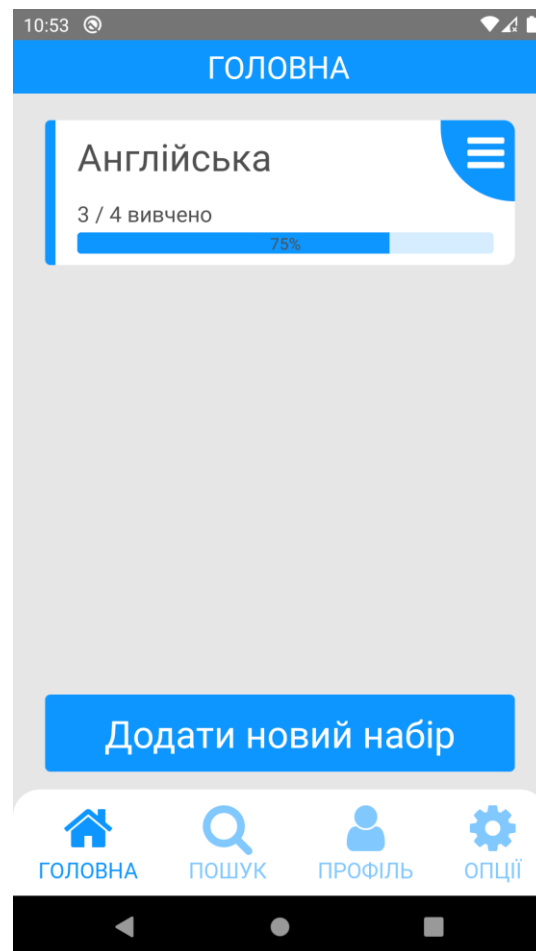 10:53
ГОЛОВНА
Англійська
3 / 4 вивчено
75%
Додати новий набір
ГОЛОВНА ПОШУК ПРОФІЛЬ ОПЦІЇ